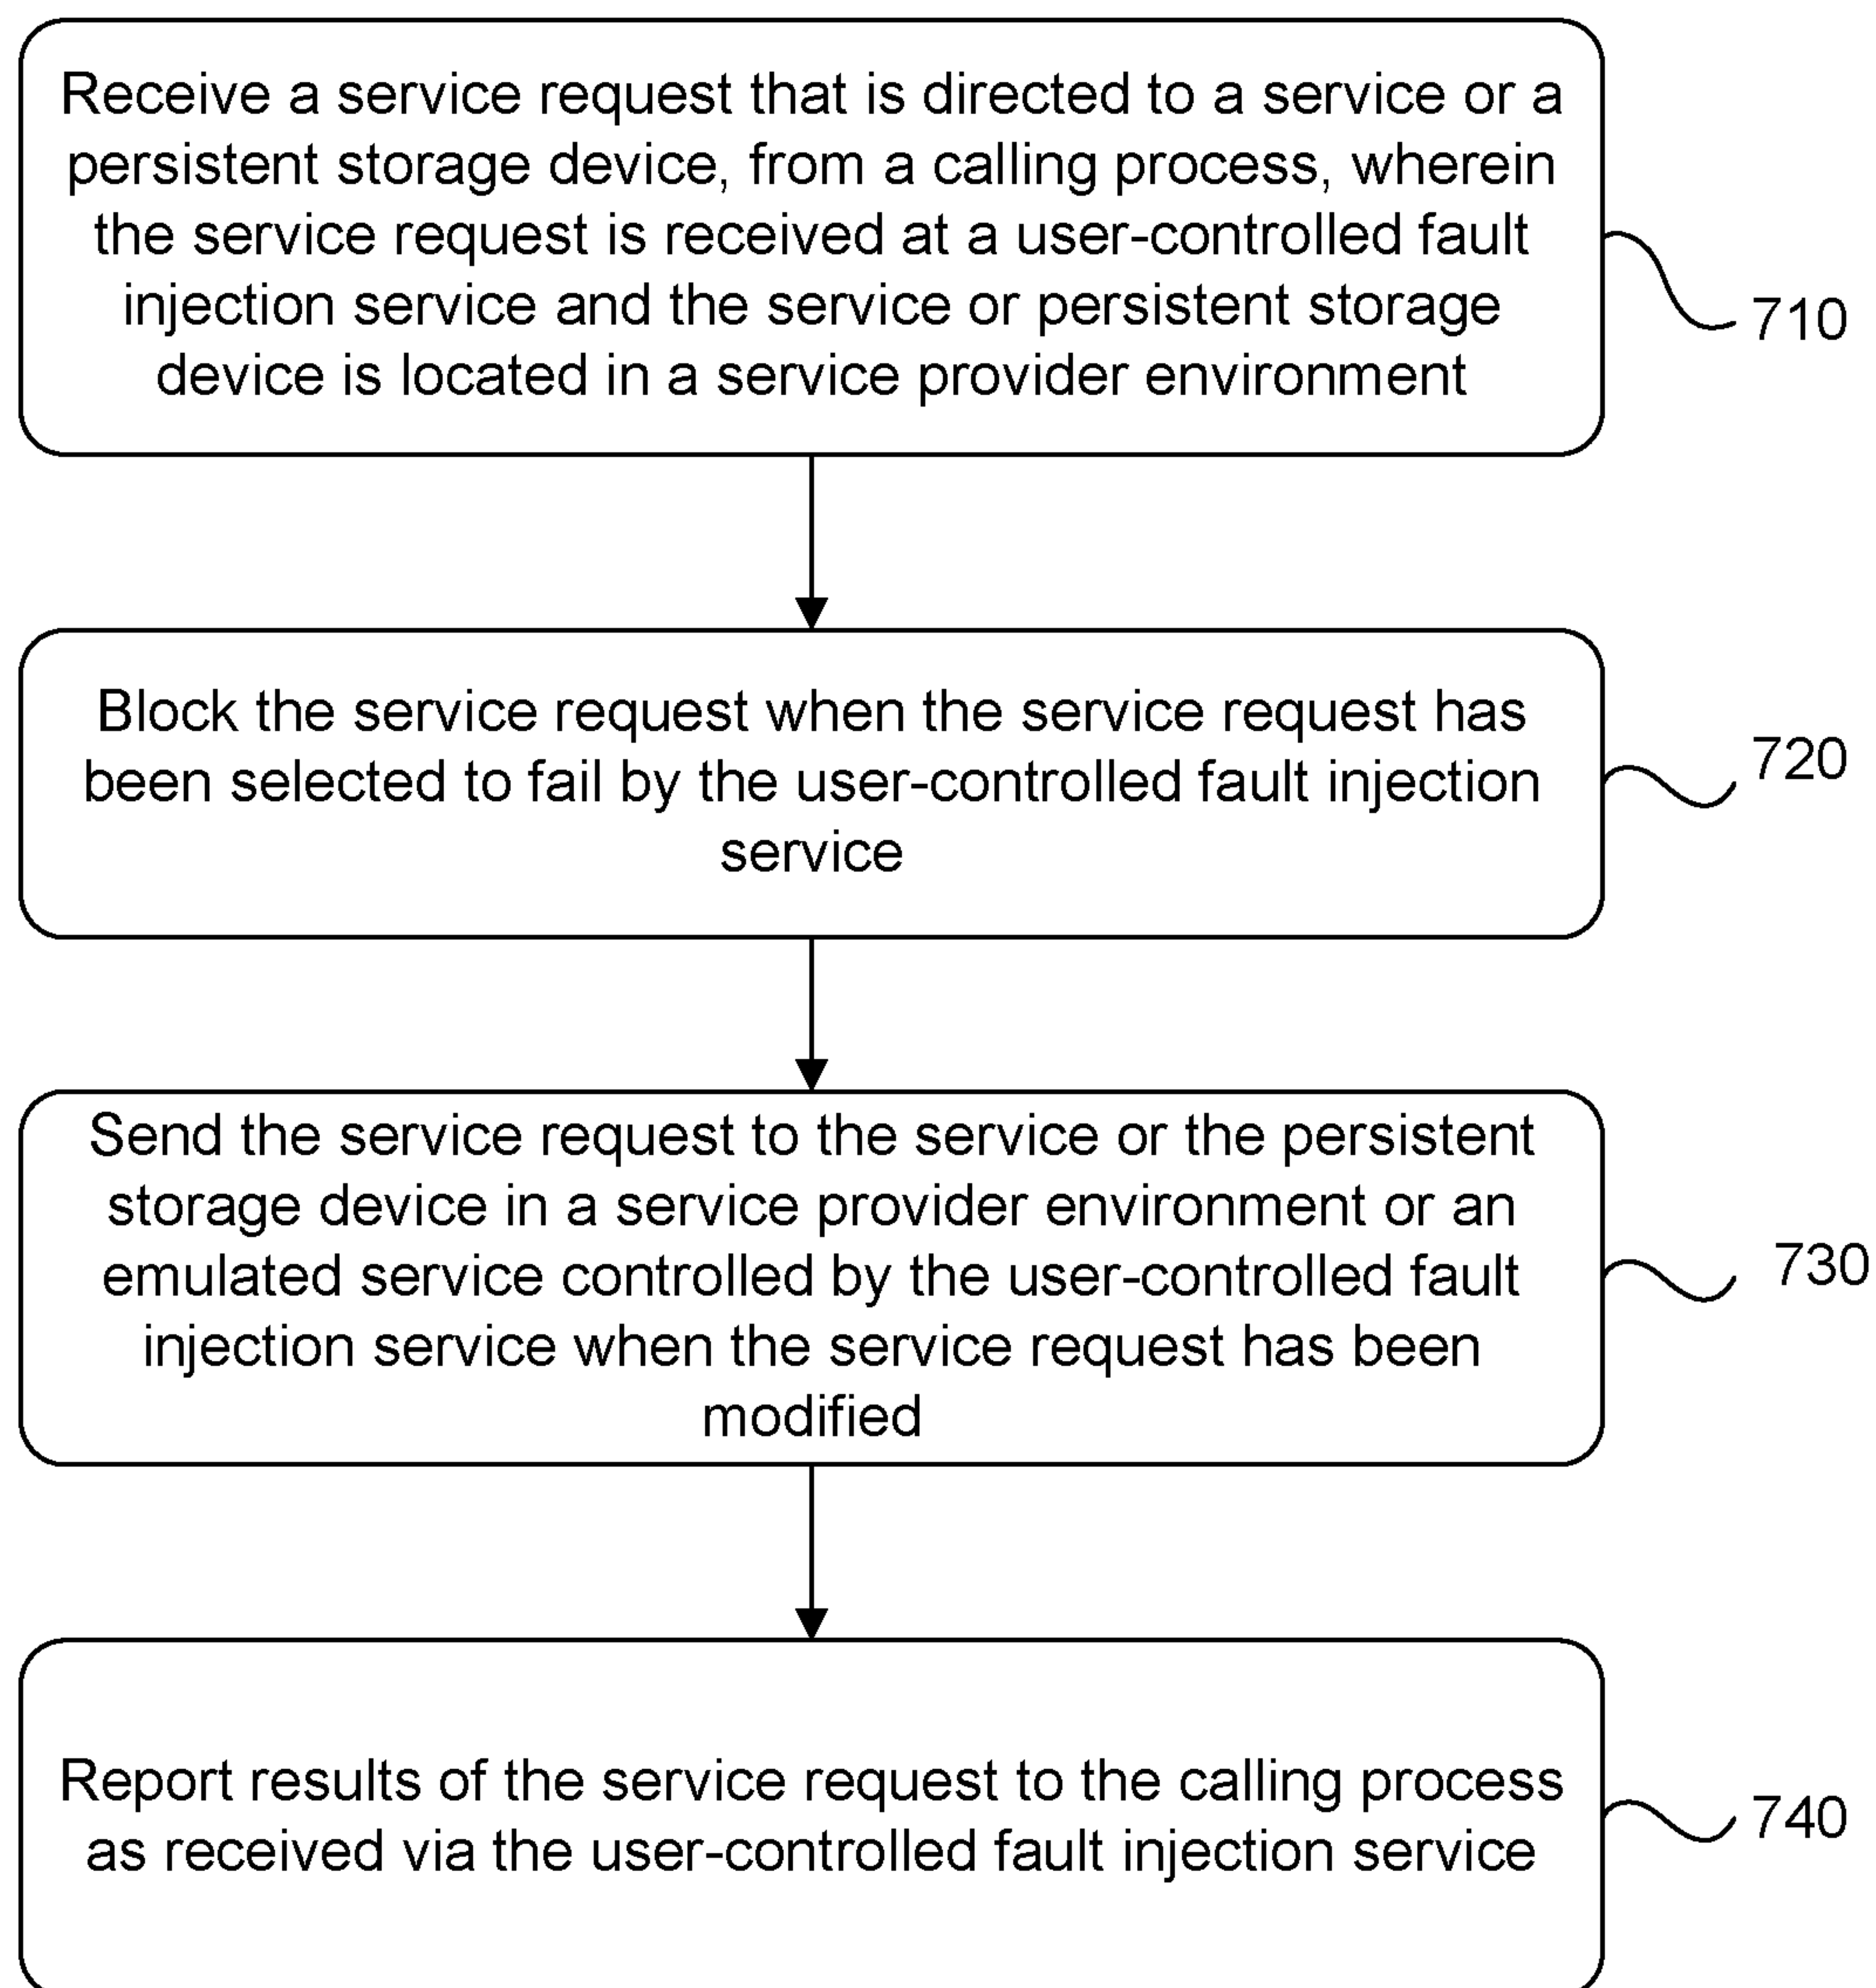 Receive a service request that is directed to a service or a
persistent storage device, from a calling process, wherein
the service request is received at a user-controlled fault
injection service and the service or persistent storage
device is located in a service provider environment
710
Block the service request when the service request has
been selected to fail by the user-controlled fault injection
service
720
Send the service request to the service or the persistent
storage device in a service provider environment or an
emulated service controlled by the user-controlled fault
injection service when the service request has been
modified
730
Report results of the service request to the calling process
as received via the user-controlled fault injection service
740